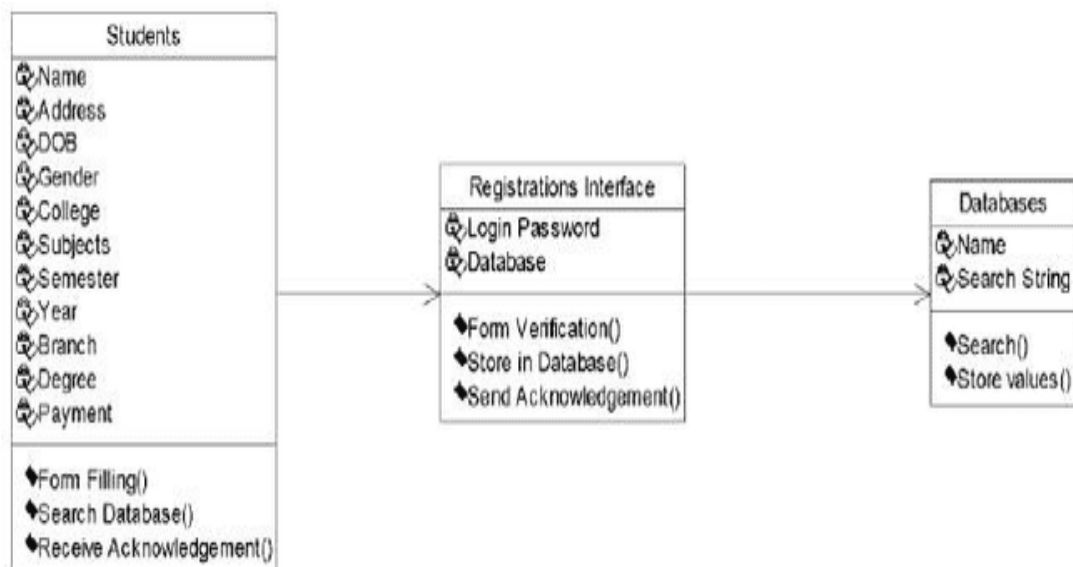 Students
Name
Address
DOB
Gender
College
Subjects
Semester
Year
Branch
Degree
Payment
Form Filling()
Search Database()
Receive Acknowledgement()
Registrations Interface
Login Password
Database
Form Verification()
Store in Database()
Send Acknowledgement()
Databases
Name
Search String
Search()
Store values()